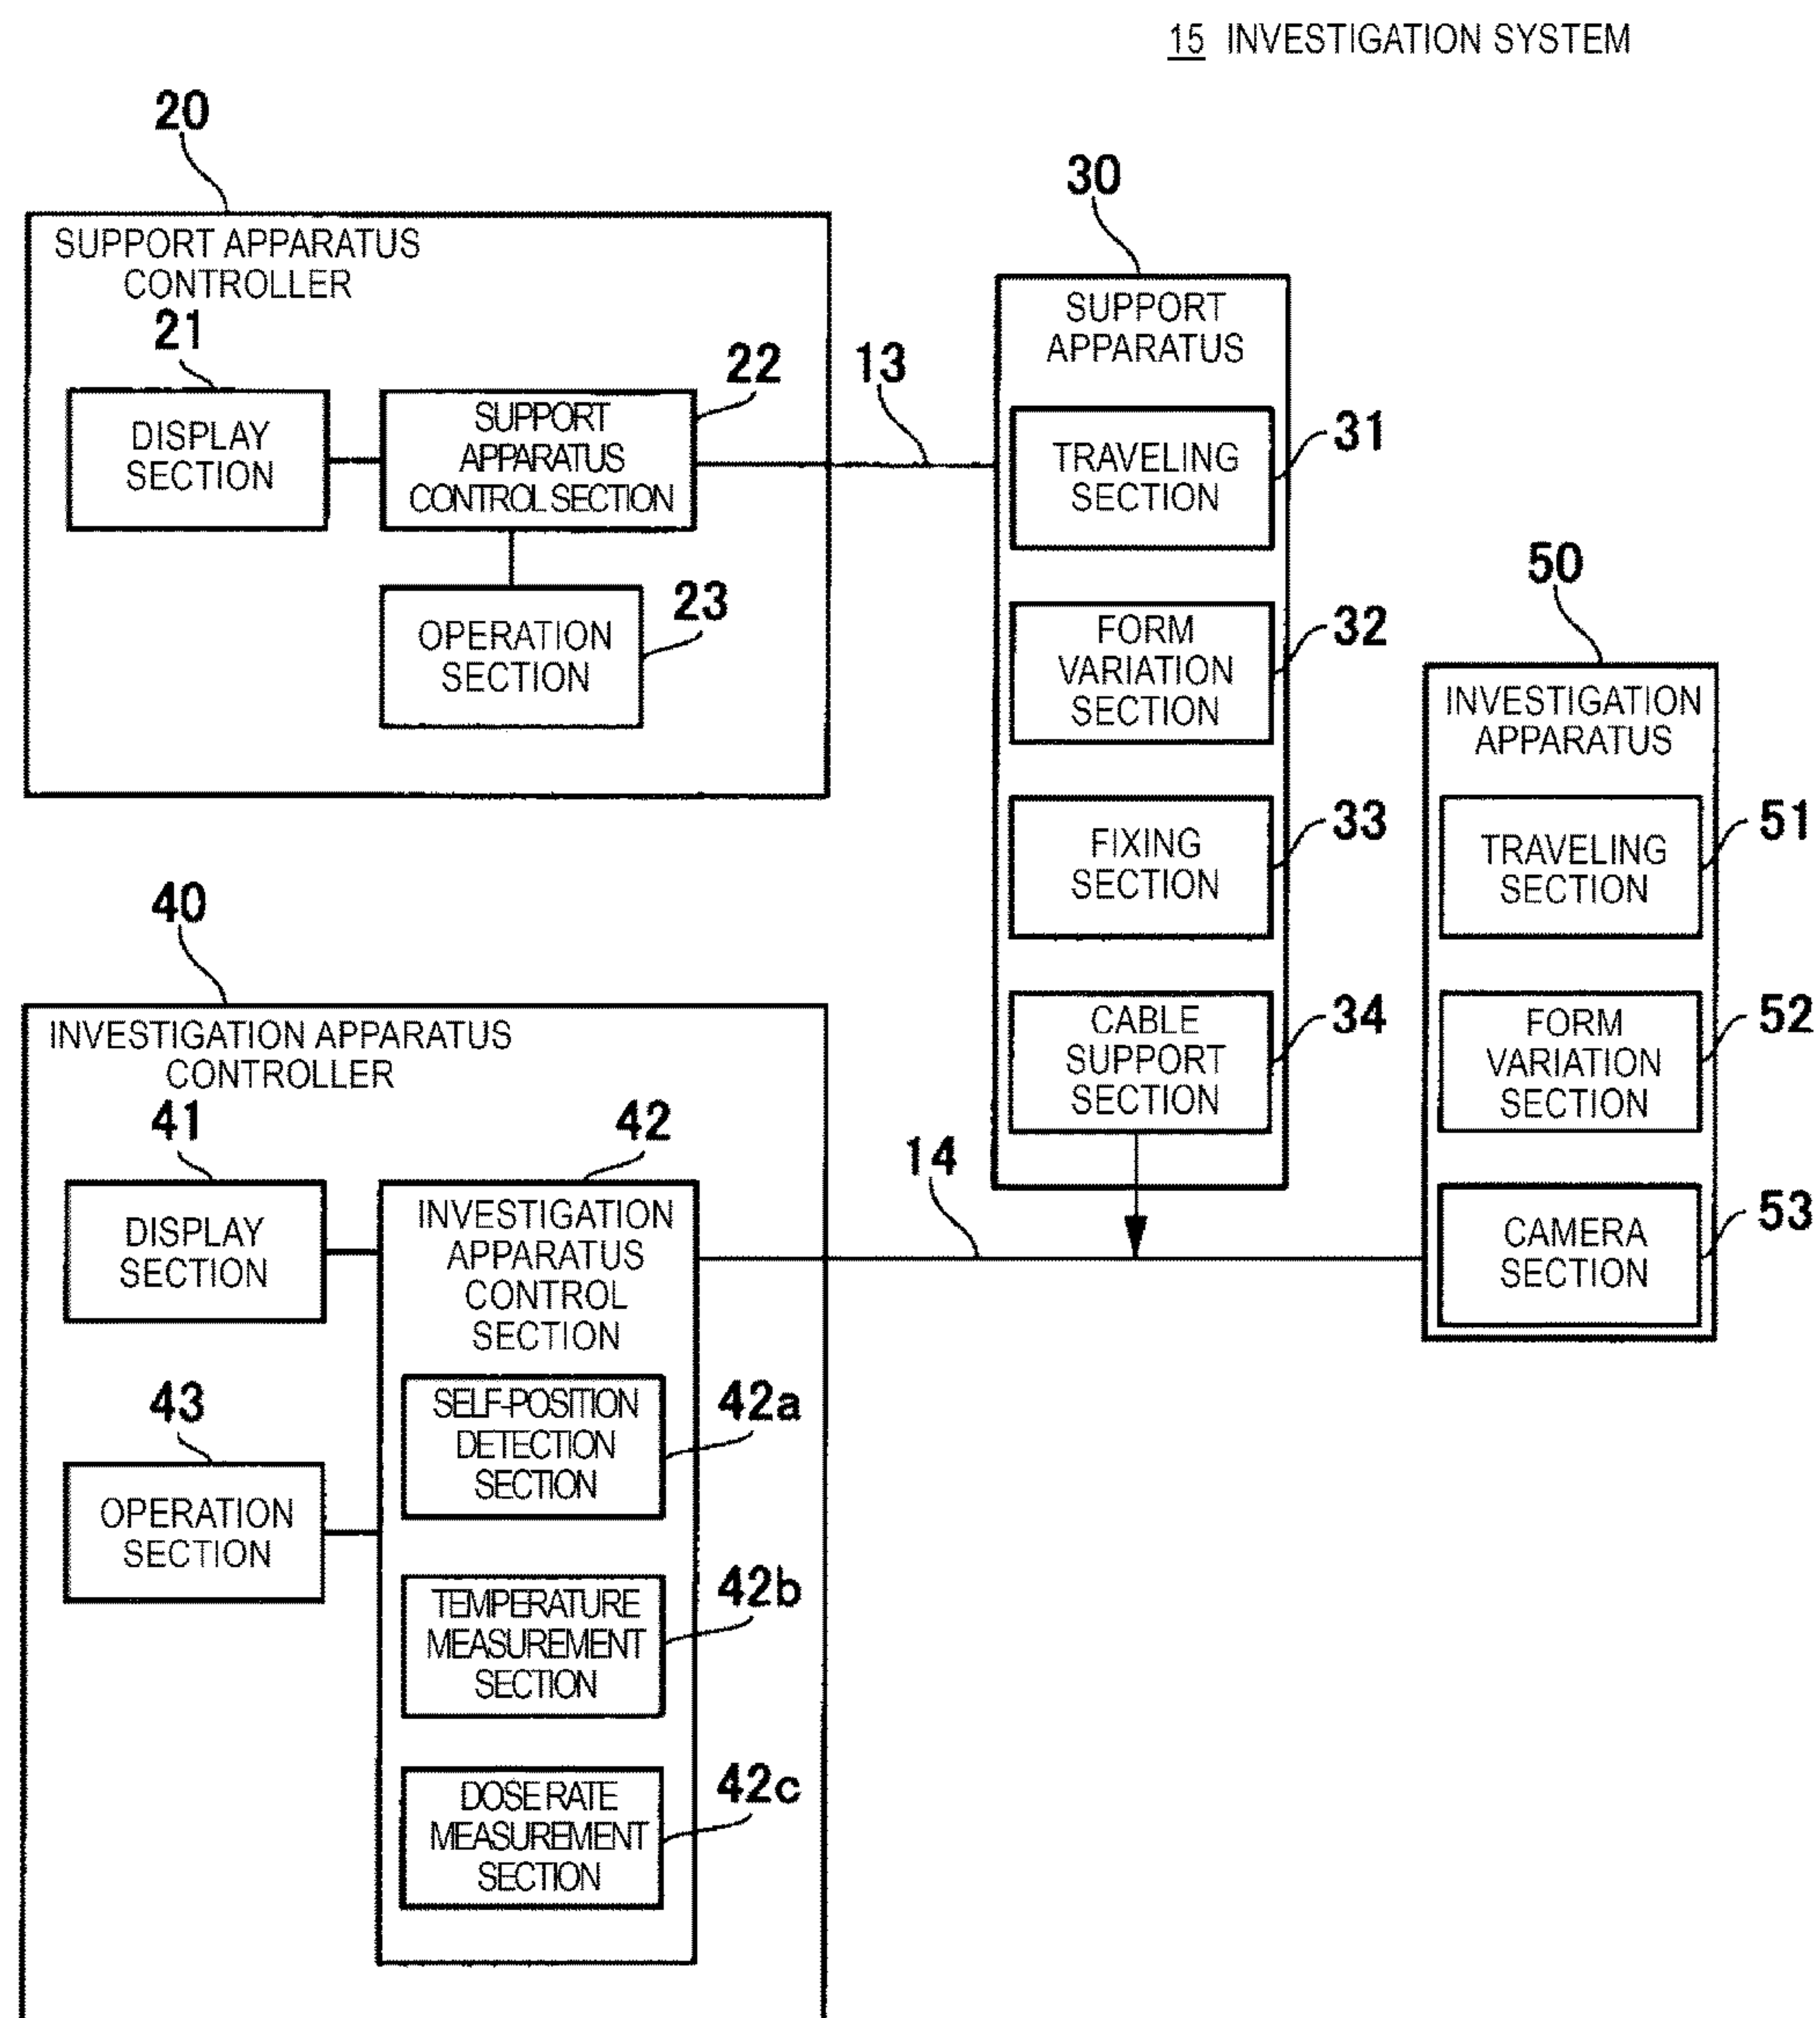 15 INVESTIGATION SYSTEM
20
SUPPORT APPARATUS
CONTROLLER
21
DISPLAY
SECTION
22
SUPPORT
APPARATUS
CONTROL SECTION
23
OPERATION
SECTION
13
30
SUPPORT
APPARATUS
TRAVELING
SECTION
31
FORM
VARIATION
SECTION
32
FIXING
SECTION
33
CABLE
SUPPORT
SECTION
34
50
INVESTIGATION
APPARATUS
TRAVELING
SECTION
51
FORM
VARIATION
SECTION
52
CAMERA
SECTION
53
40
INVESTIGATION APPARATUS
CONTROLLER
41
DISPLAY
SECTION
43
OPERATION
SECTION
42
INVESTIGATION
APPARATUS
CONTROL
SECTION
SELF-POSITION
DETECTION
SECTION
42a
TEMPERATURE
MEASUREMENT
SECTION
42b
DOSE RATE
MEASUREMENT
SECTION
42c
14